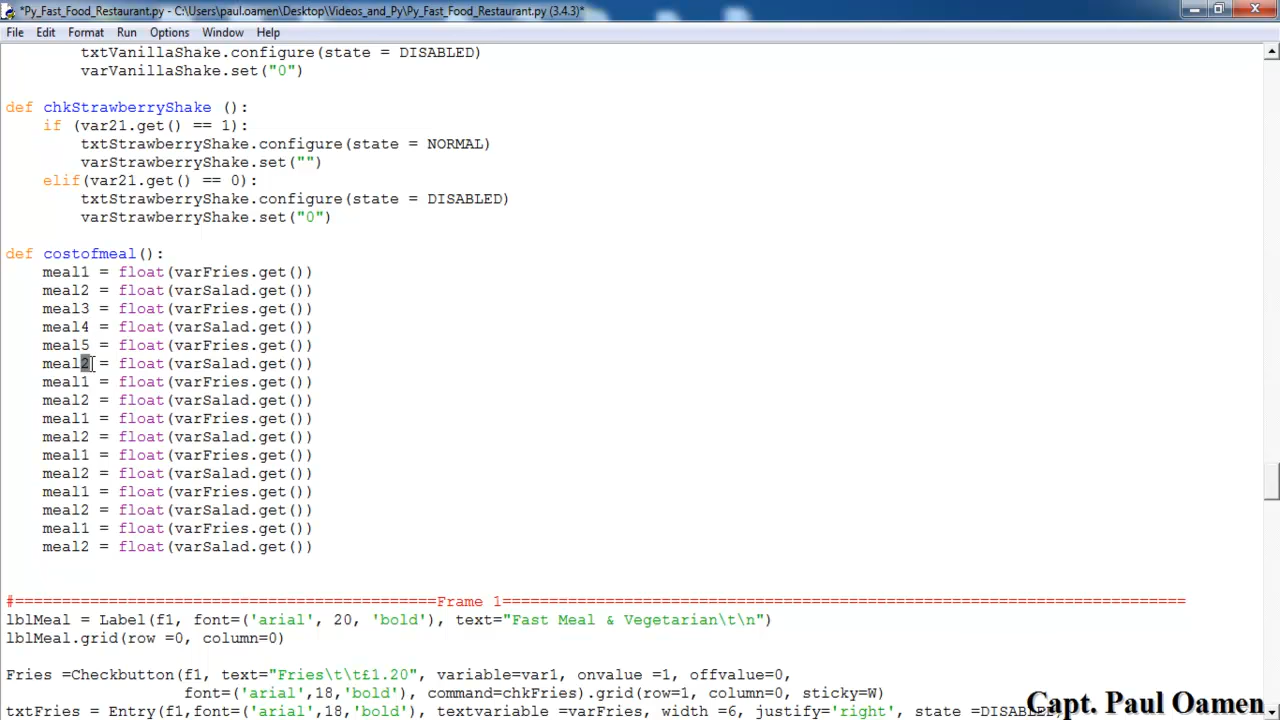 *Py_Fast_Food_Restaurant.py - C:\Users\paul.oamen\Desktop\Videos_and_Py\Py_Fast_Food_Restaurant.py (3.4.3)*
File Edit Format Run Options Window Help
txtVanillaShake.configure(state = DISABLED)
varVanillaShake.set("0")
def chkStrawberryShake ():
if (var21.get() == 1):
txtStrawberryShake.configure(state = NORMAL)
varStrawberryShake.set("")
elif(var21.get() == 0):
txtStrawberryShake.configure(state = DISABLED)
varStrawberryShake.set("0")
def costofmeal():
meal1 = float(varFries.get())
meal2 = float(varSalad.get())
meal3 = float(varFries.get())
meal4 = float(varSalad.get())
meal5 = float(varFries.get())
meal2 = float(varSalad.get())
meal1 = float(varFries.get())
meal2 = float(varSalad.get())
meal1 = float(varFries.get())
meal2 = float(varSalad.get())
meal1 = float(varFries.get())
meal2 = float(varSalad.get())
meal1 = float(varFries.get())
meal2 = float(varSalad.get())
meal1 = float(varFries.get())
meal2 = float(varSalad.get())
#==============================================Frame 1=========================================================================
lblMeal = Label(f1, font=('arial', 20, 'bold'), text="Fast Meal & Vegetarian\t\n")
lblMeal.grid(row =0, column=0)
Fries =Checkbutton(f1, text="Fries\t\t£1.20", variable=var1, onvalue =1, offvalue=0,
font=('arial',18,'bold'), command=chkFries).grid(row=1, column=0, sticky=W)
txtFries = Entry(f1,font=('arial',18,'bold'), textvariable =varFries, width =6, justify='right', state =DISABLED)
Capt. Paul Oamen